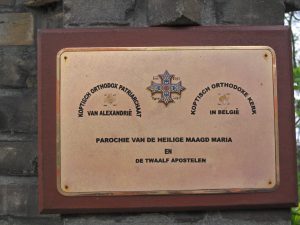 KOPTISCH ORTHODOX PATRIARCHAAT
VAN ALEXANDRIË
KOPTISCH ORTHODOXE KERK
IN BELGIË
PAROCHIE VAN DE HEILIGE MAAGD MARIA
EN
DE TWAALF APOSTELEN